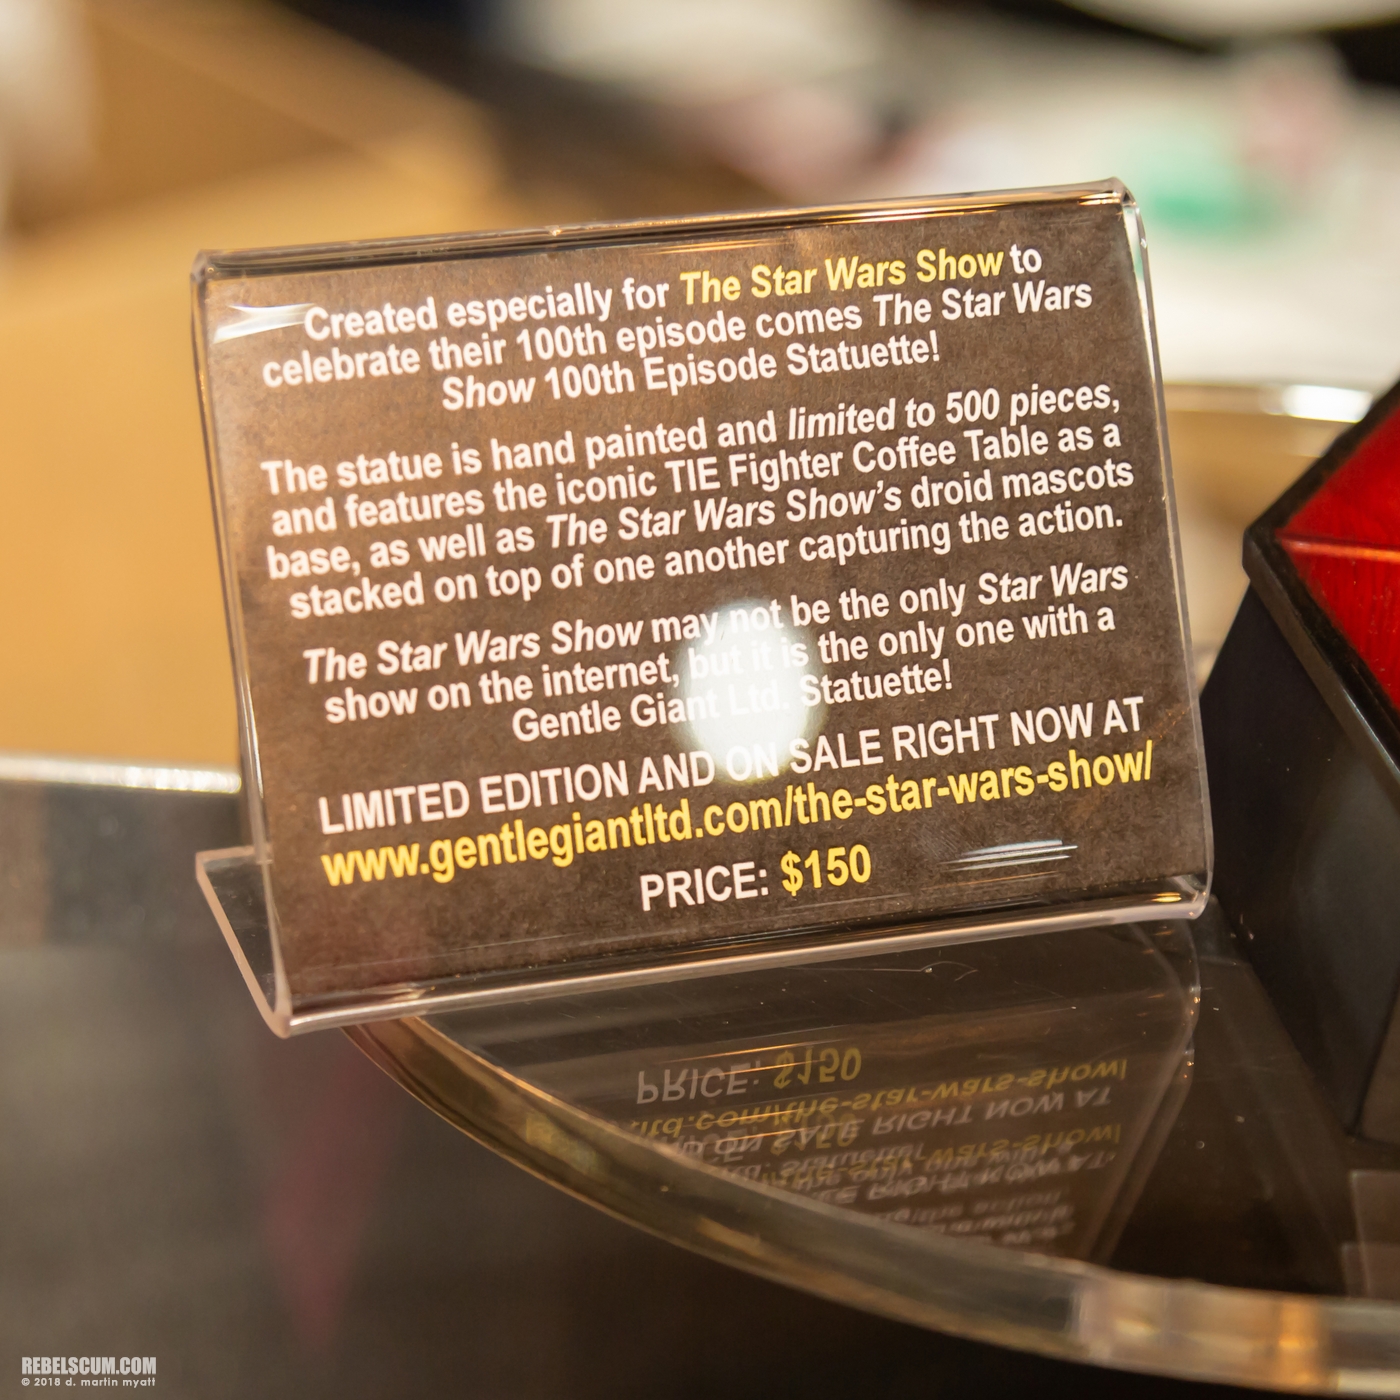 Created especially for The Star Wars Show to
celebrate their 100th episode comes The Star Wars
Show 100th Episode Statuette!
The statue is hand painted and limited to 500 pieces,
and features the iconic TIE Fighter Coffee Table as a
base, as well as The Star Wars Show's droid mascots
stacked on top of one another capturing the action.
The Star Wars Show may not be the only Star Wars
show on the internet, but it is the only one with a
Gentle Giant Ltd. Statuette!
LIMITED EDITION AND ON SALE RIGHT NOW AT
www.gentlegiantltd.com/the-star-wars-show/
PRICE: $150
REBELSCUM.COM
© 2018 d. martin myatt